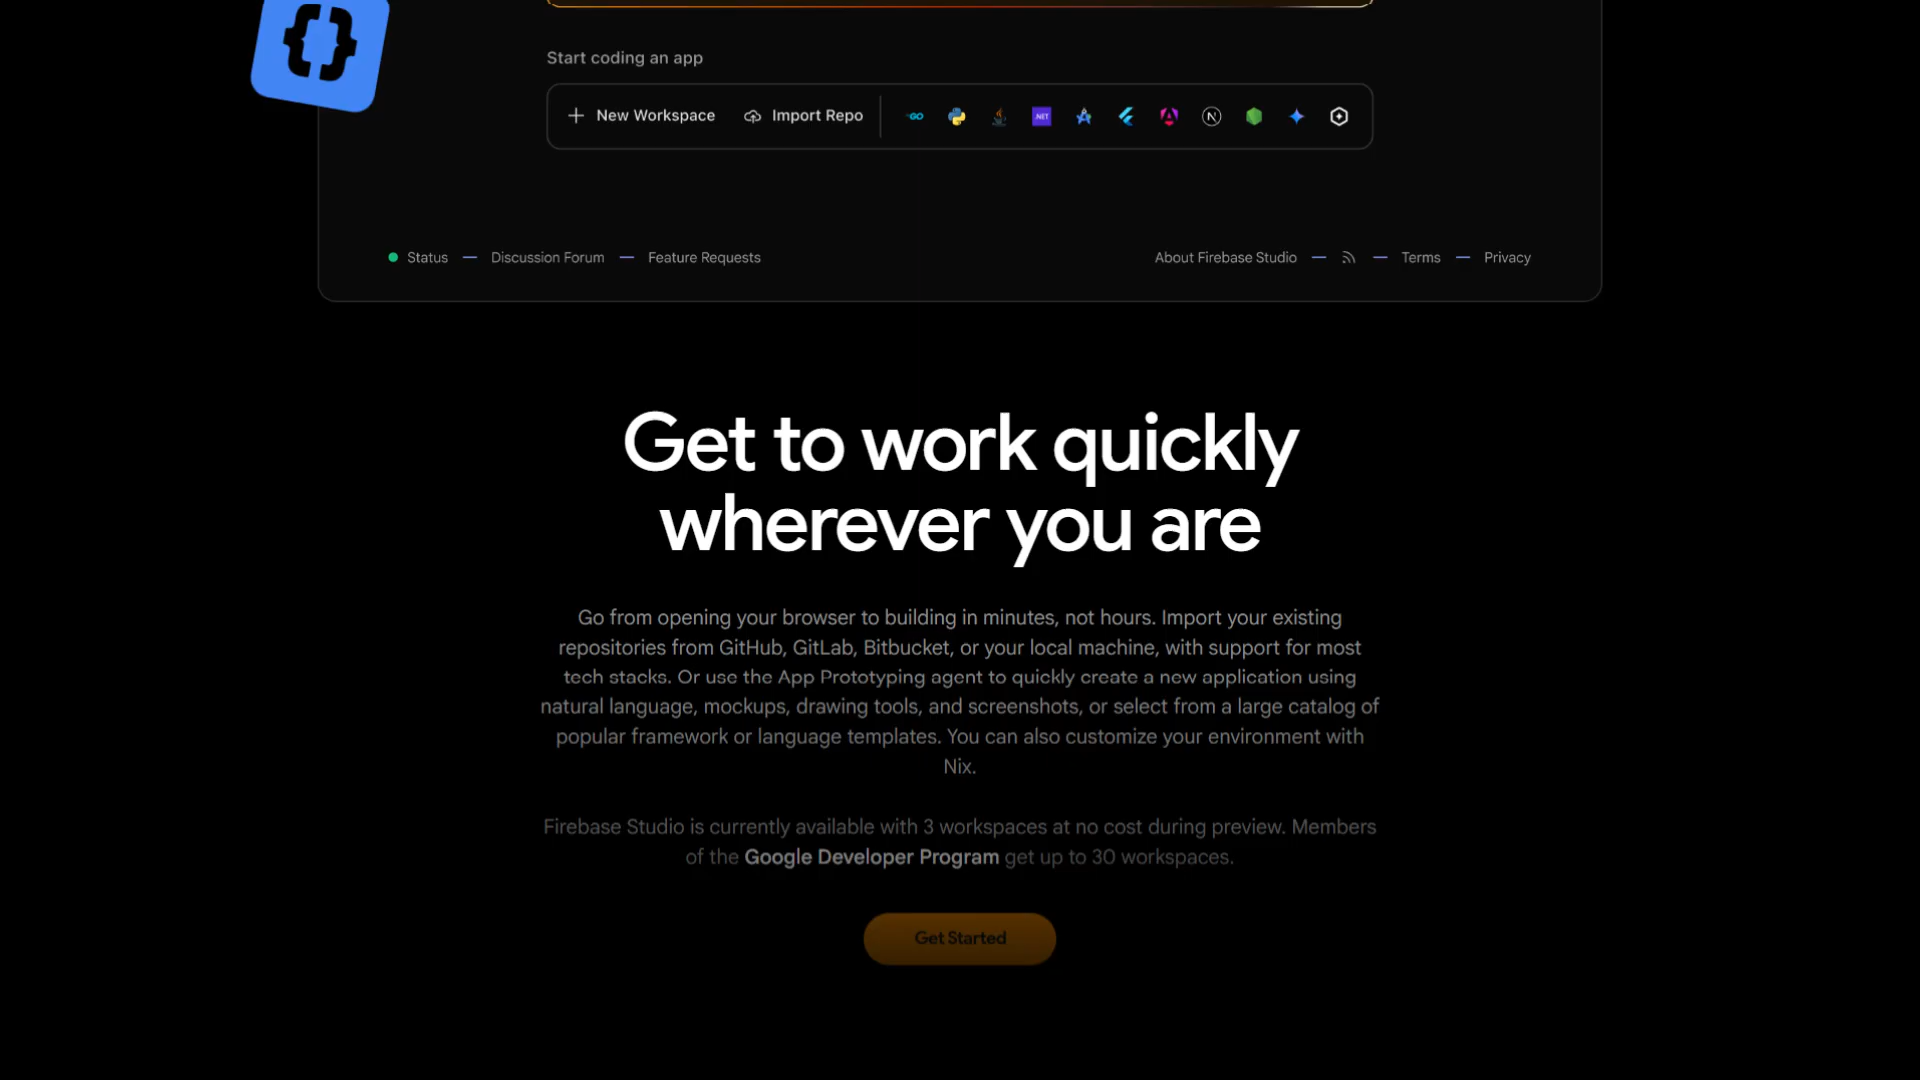 Start coding an app
New Workspace Import Repo GO .NET N
Status — Discussion Forum — Feature Requests About Firebase Studio — — Terms — Privacy
Get to work quickly
wherever you are
Go from opening your browser to building in minutes, not hours. Import your existing
repositories from GitHub, GitLab, Bitbucket, or your local machine, with support for most
tech stacks. Or use the App Prototyping agent to quickly create a new application using
natural language, mockups, drawing tools, and screenshots, or select from a large catalog of
popular framework or language templates. You can also customize your environment with
Nix.
Firebase Studio is currently available with 3 workspaces at no cost during preview. Members
of the Google Developer Program get up to 30 workspaces.
Get Started